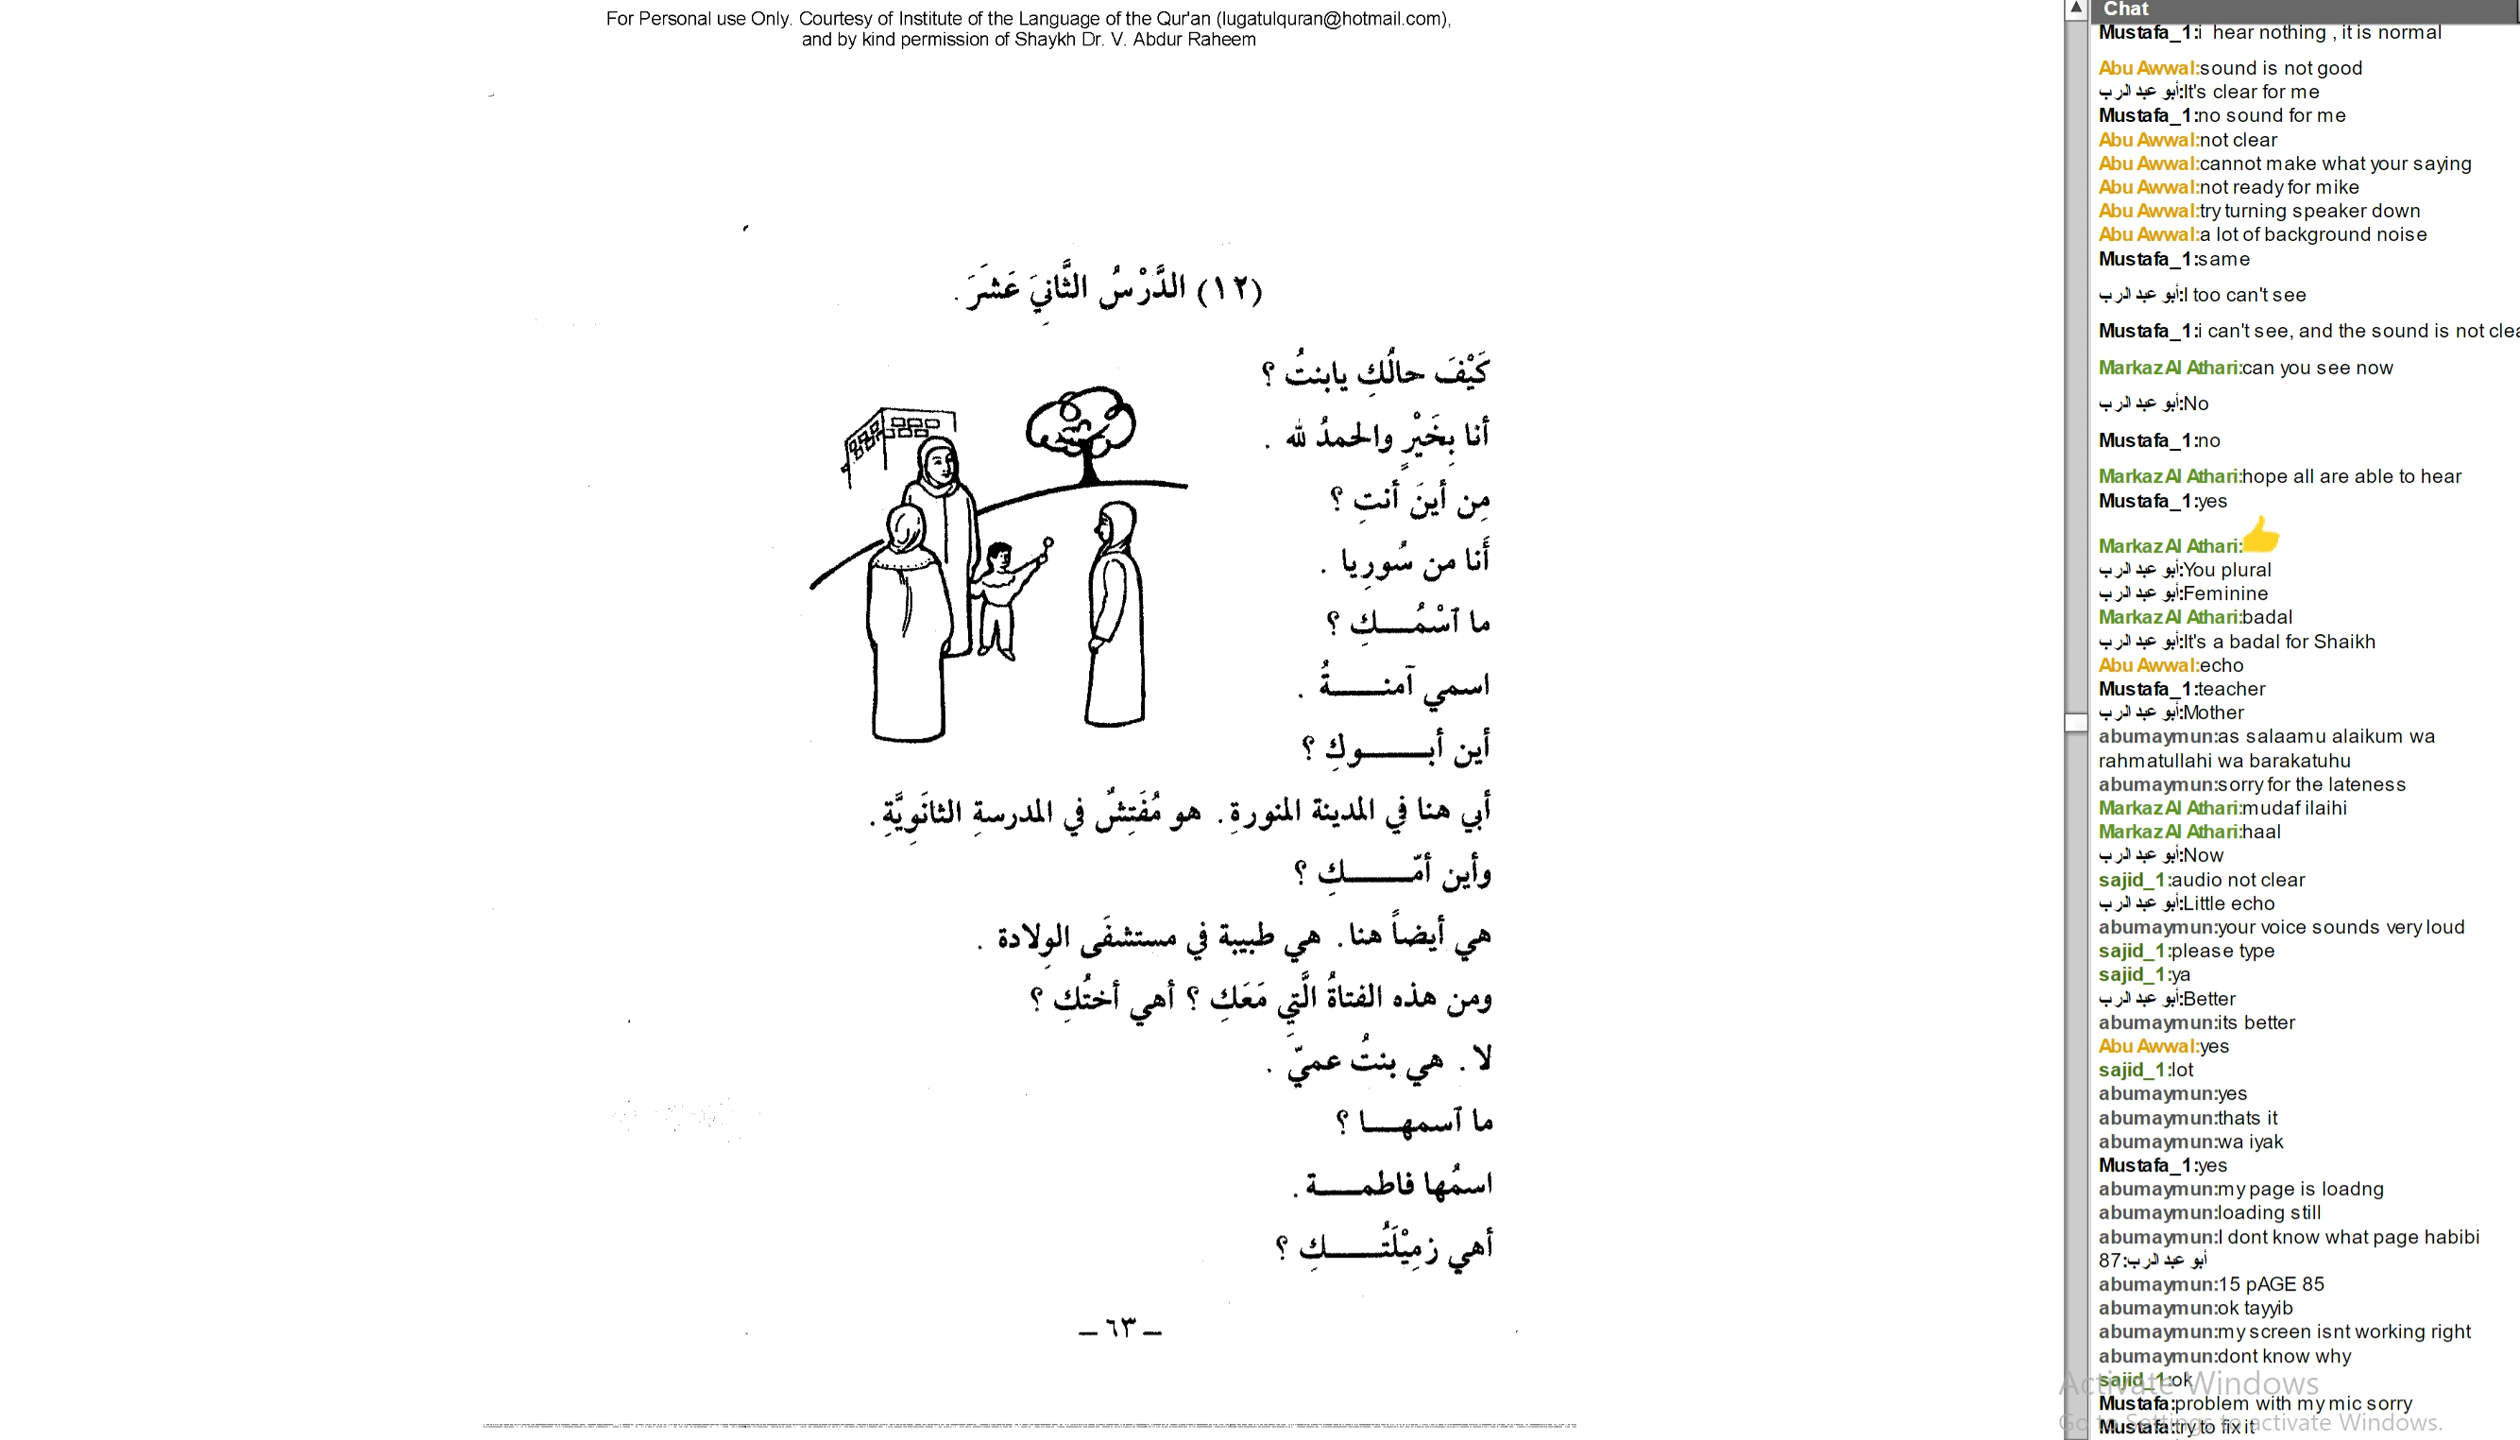 For Personal use Only. Courtesy of Institute of the Language of the Qur'an (lugatulquran@hotmail.com),
and by kind permission of Shaykh Dr. V. Abdur Raheem
(١٢) الدَّرْسُ الثَّانِيَ عَشَرَ.
كَيْفَ حالُكِ يابنتُ ؟
أنا بِخَيْرٍ والحمدُ لله .
مِن أينَ أَنتِ ؟
أَنا من سُورِيا .
ما ٱسْمُـــكِ ؟
اسمي آمنـــةُ .
أين أبـــوكِ ؟
أبي هنا في المدينة المنورةِ. هو مُفَتِشٌ في المدرسةِ الثانَوِيَّةِ.
وأين أمّـــكِ ؟
هي أيضاً هنا. هي طبيبة في مستشفَى الوِلادة .
ومن هذه الفتاةُ الَّتِي مَعَكِ ؟ أهي أختُكِ ؟
لا . هي بنتُ عميّ .
ما ٱسمهـــا ؟
اسمُها فاطمـــة .
أهي زمِيْلَتُـــكِ ؟
– ٦٣ –
Chat
Mustafa_1:i hear nothing , it is normal
Abu Awwal:sound is not good
أبو عبد الرب:It's clear for me
Mustafa_1:no sound for me
Abu Awwal:not clear
Abu Awwal:cannot make what your saying
Abu Awwal:not ready for mike
Abu Awwal:try turning speaker down
Abu Awwal:a lot of background noise
Mustafa_1:same
أبو عبد الرب:I too can't see
Mustafa_1:i can't see, and the sound is not clea
Markaz Al Athari:can you see now
أبو عبد الرب:No
Mustafa_1:no
Markaz Al Athari:hope all are able to hear
Mustafa_1:yes
Markaz Al Athari:
أبو عبد الرب:You plural
أبو عبد الرب:Feminine
Markaz Al Athari:badal
أبو عبد الرب:It's a badal for Shaikh
Abu Awwal:echo
Mustafa_1:teacher
أبو عبد الرب:Mother
abumaymun:as salaamu alaikum wa
rahmatullahi wa barakatuhu
abumaymun:sorry for the lateness
Markaz Al Athari:mudaf ilaihi
Markaz Al Athari:haal
أبو عبد الرب:Now
sajid_1:audio not clear
أبو عبد الرب:Little echo
abumaymun:your voice sounds very loud
sajid_1:please type
sajid_1:ya
أبو عبد الرب:Better
abumaymun:its better
Abu Awwal:yes
sajid_1:lot
abumaymun:yes
abumaymun:thats it
abumaymun:wa iyak
Mustafa_1:yes
abumaymun:my page is loadng
abumaymun:loading still
abumaymun:I dont know what page habibi
أبو عبد الرب:87
abumaymun:15 pAGE 85
abumaymun:ok tayyib
abumaymun:my screen isnt working right
abumaymun:dont know why
sajid_1:ok
Mustafa:problem with my mic sorry
Mustafa:try to fix it
Activate Windows
Go to Settings to activate Windows.